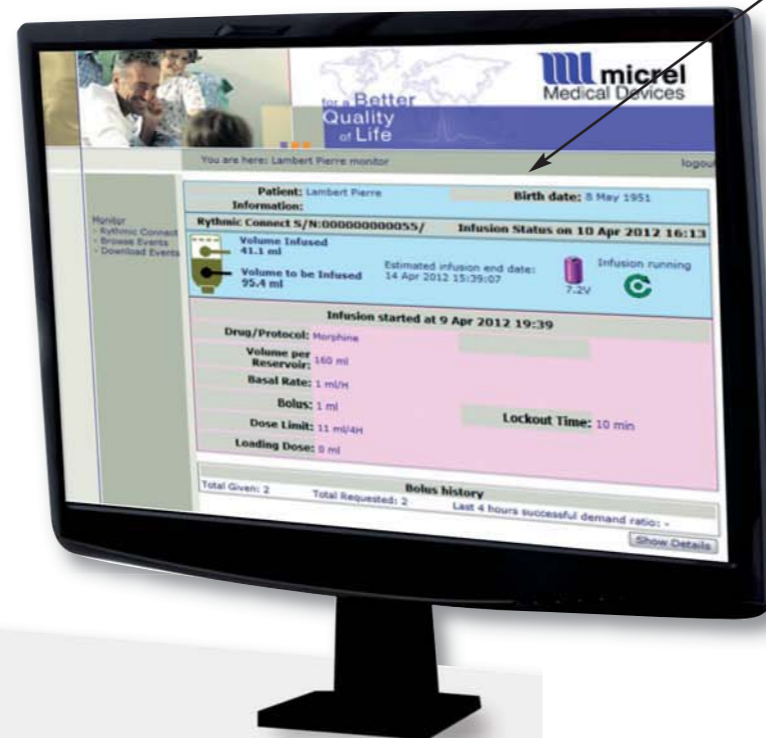 for a Better
Quality
of Life
micrel
Medical Devices
You are here: Lambert Pierre monitor
logout
Monitor
- Rythmic Connect
- Browse Events
- Download Events
Patient Information: Lambert Pierre
Birth date: 8 May 1951
Rythmic Connect S/N:000000000055/
Infusion Status on 10 Apr 2012 16:13
Volume Infused
41.1 ml
Volume to be Infused
95.4 ml
Estimated infusion end date:
14 Apr 2012 15:39:07
7.2V
Infusion running
Infusion started at 9 Apr 2012 19:39
Drug/Protocol: Morphine
Volume per Reservoir: 160 ml
Basal Rate: 1 ml/H
Bolus: 1 ml
Lockout Time: 10 min
Dose Limit: 11 ml/4H
Loading Dose: 0 ml
Bolus history
Total Given: 2
Total Requested: 2
Last 4 hours successful demand ratio: -
Show Details